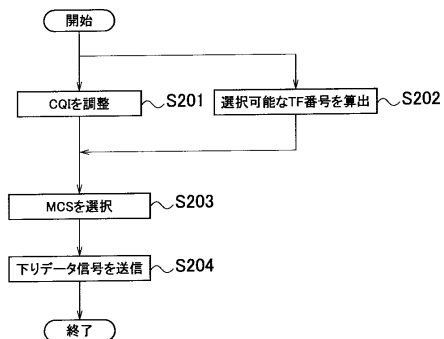 開始
CQIを調整 S201
選択可能なTF番号を算出 S202
MCSを選択 S203
下りデータ信号を送信 S204
終了